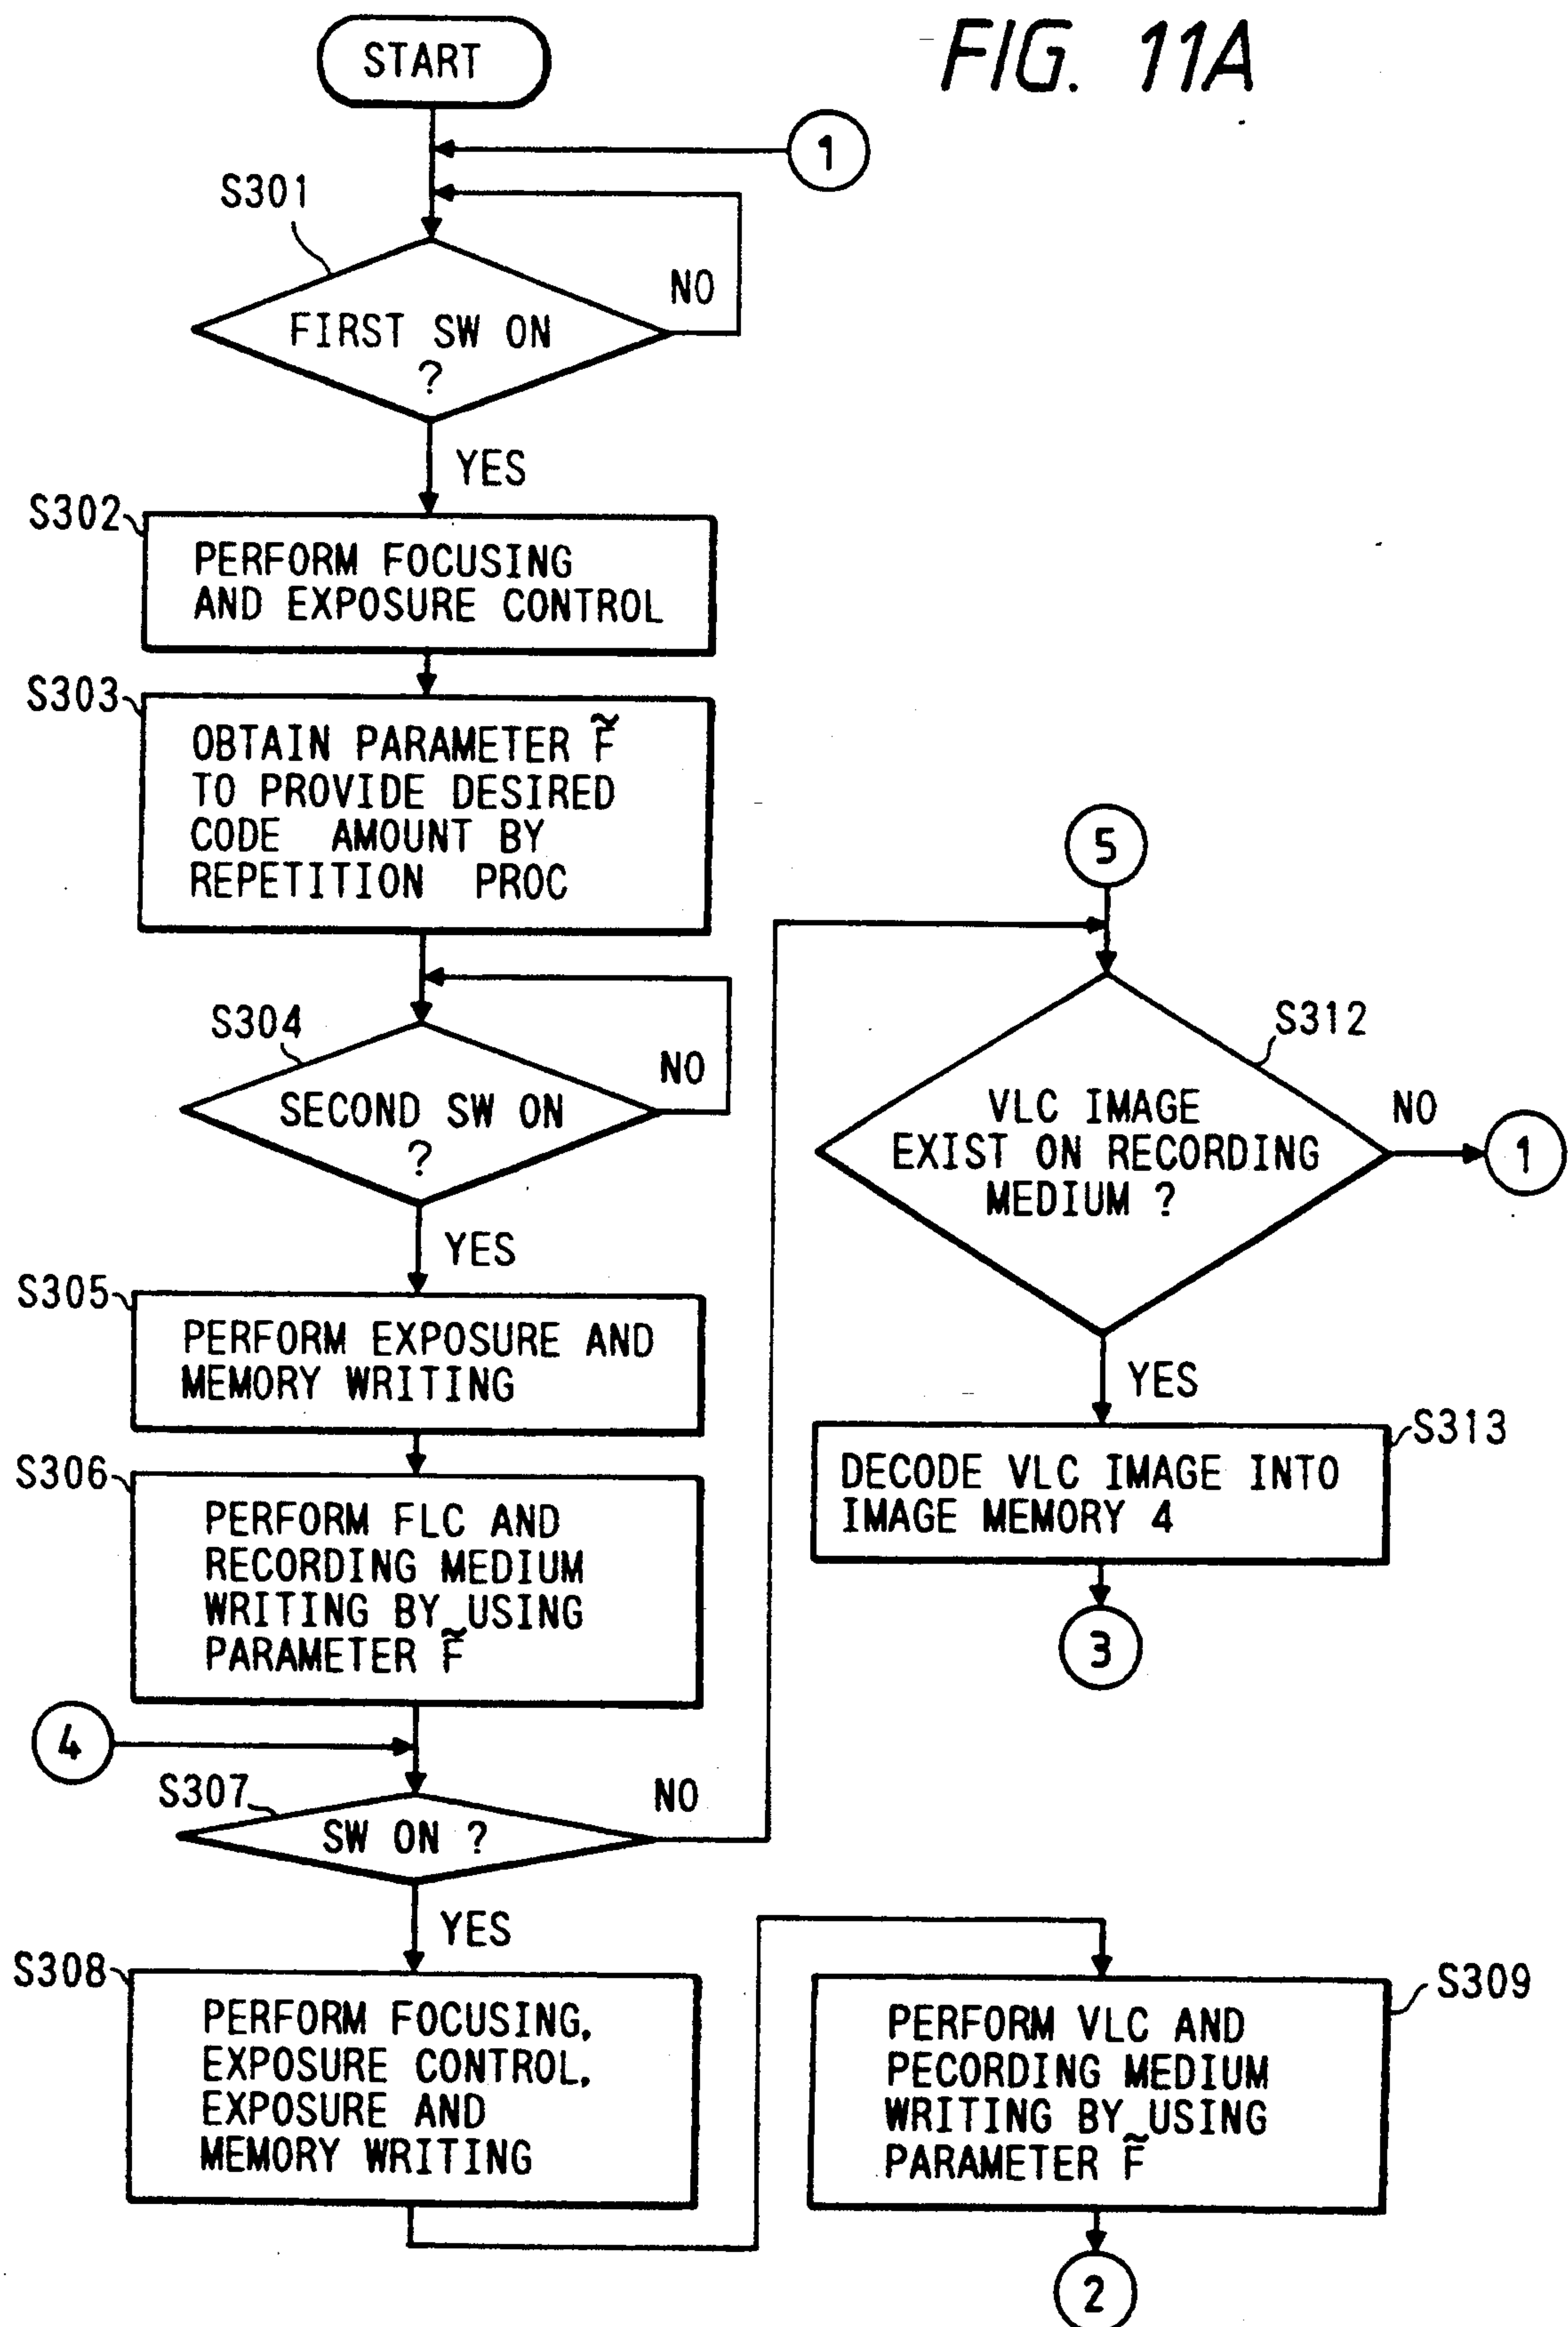 FIG. 11A
START
1
S301
NO
FIRST SW ON
?
YES
S302
PERFORM FOCUSING
AND EXPOSURE CONTROL
S303
OBTAIN PARAMETER F̃
TO PROVIDE DESIRED
CODE AMOUNT BY
REPETITION PROC
S304
NO
SECOND SW ON
?
YES
S305
PERFORM EXPOSURE AND
MEMORY WRITING
S306
PERFORM FLC AND
RECORDING MEDIUM
WRITING BY USING
PARAMETER F̃
4
S307
NO
SW ON ?
YES
S308
PERFORM FOCUSING,
EXPOSURE CONTROL,
EXPOSURE AND
MEMORY WRITING
5
S312
VLC IMAGE
EXIST ON RECORDING
MEDIUM ?
NO
1
YES
S313
DECODE VLC IMAGE INTO
IMAGE MEMORY 4
3
S309
PERFORM VLC AND
PECORDING MEDIUM
WRITING BY USING
PARAMETER F̃
2